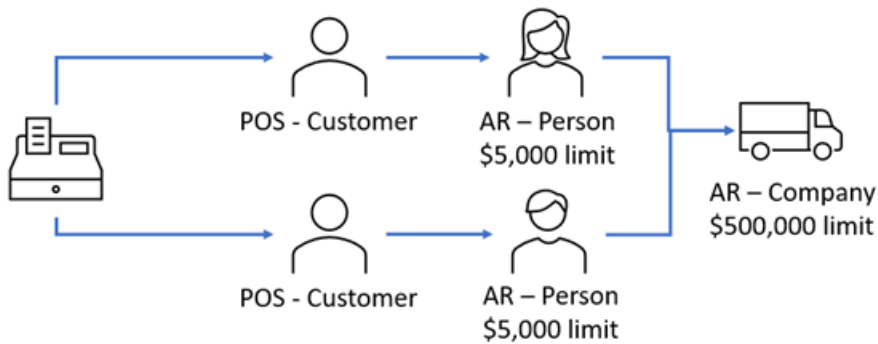 POS - Customer
AR – Person
$5,000 limit
AR – Company
$500,000 limit
POS - Customer
AR – Person
$5,000 limit